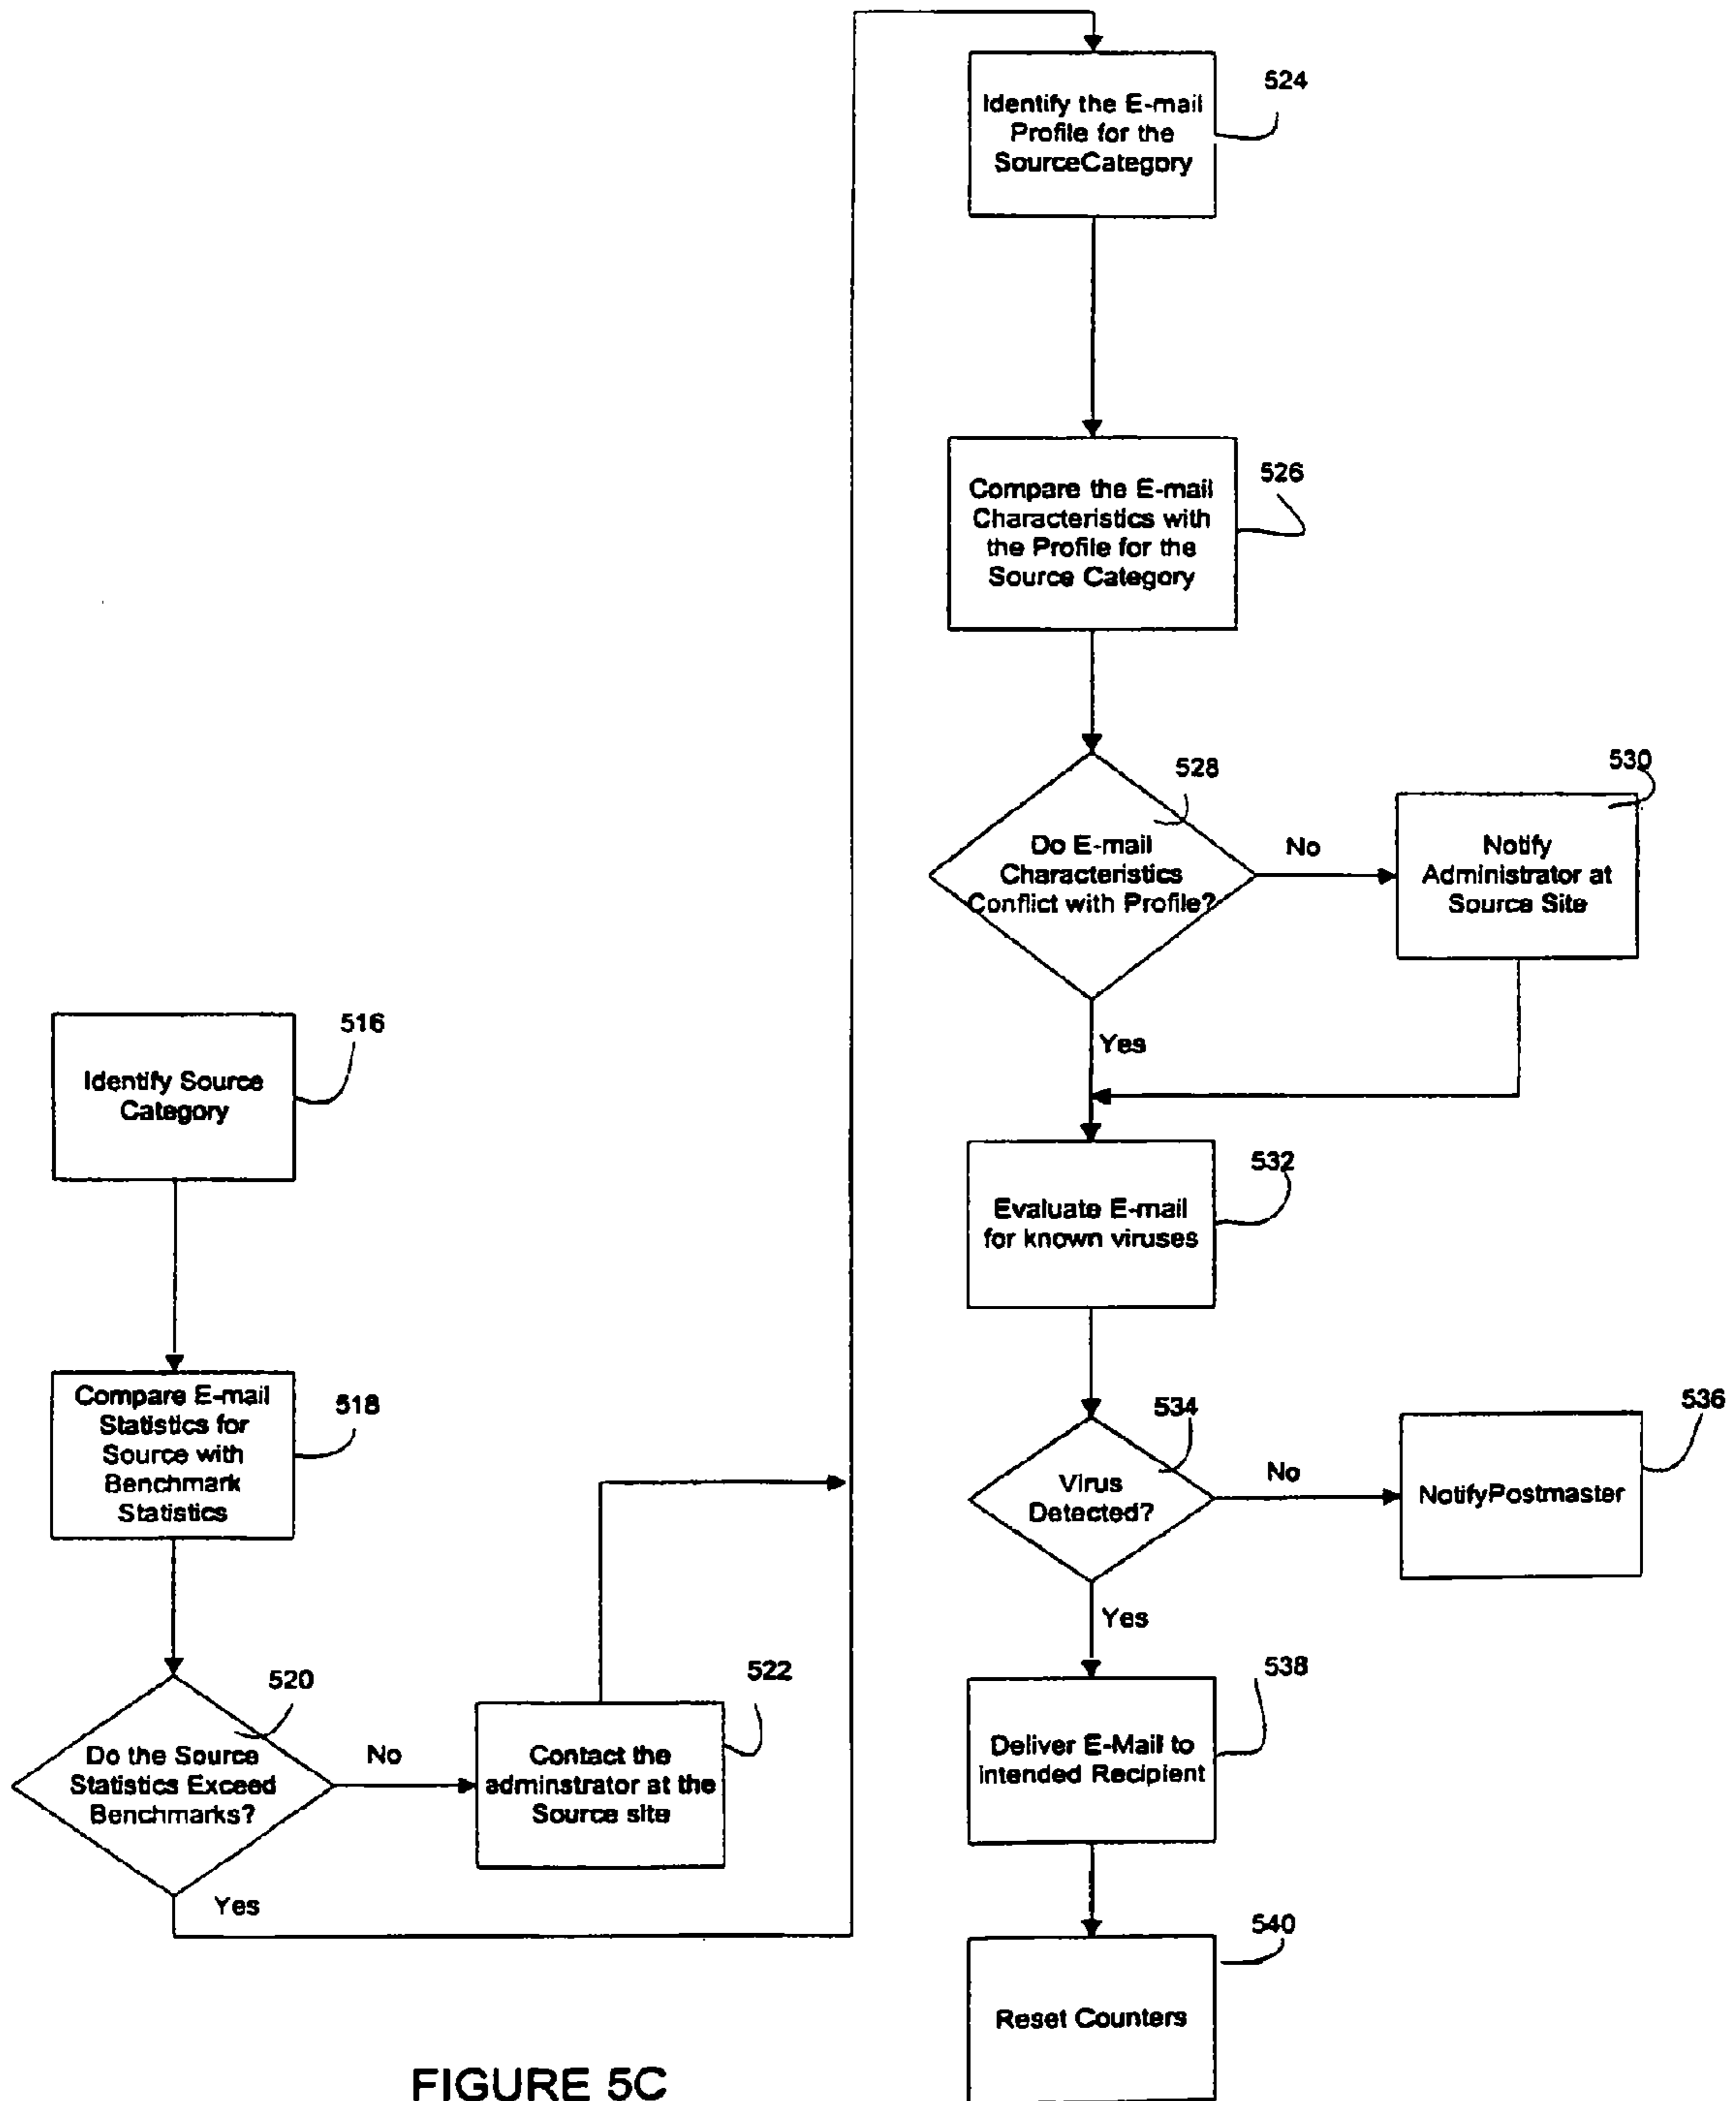 516
Identify Source
Category
518
Compare E-mail
Statistics for
Source with
Benchmark
Statistics
520
Do the Source
Statistics Exceed
Benchmarks?
No
Yes
522
Contact the
adminstrator at the
Source site
524
Identify the E-mail
Profile for the
SourceCategory
526
Compare the E-mail
Characteristics with
the Profile for the
Source Category
528
Do E-mail
Characteristics
Conflict with Profile?
No
530
Notify
Administrator at
Source Site
Yes
532
Evaluate E-mail
for known viruses
534
Virus
Detected?
No
536
NotifyPostmaster
Yes
538
Deliver E-Mail to
Intended Recipient
540
Reset Counters
FIGURE 5C